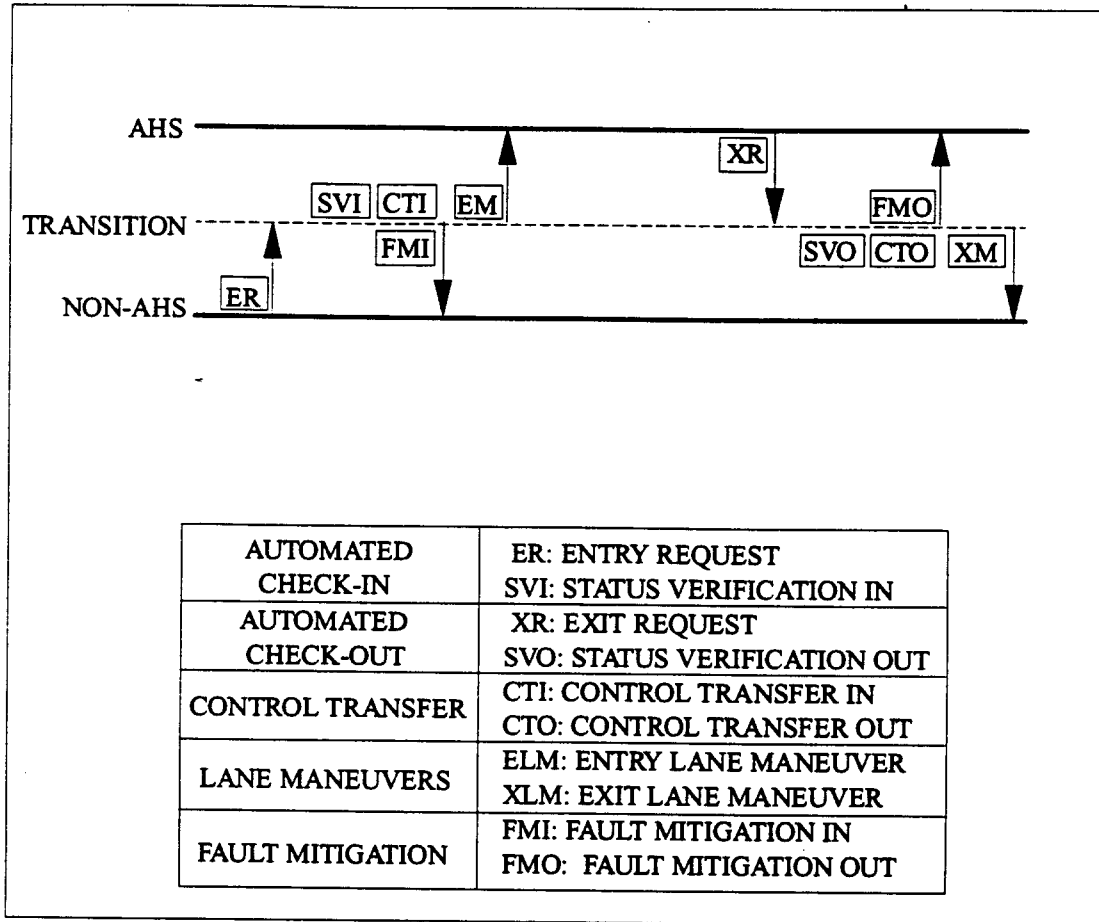 AHS
XR
SVI CTI EM FMO
TRANSITION
FMI SVO CTO XM
ER
NON-AHS
AUTOMATED CHECK-IN
ER: ENTRY REQUEST
SVI: STATUS VERIFICATION IN
AUTOMATED CHECK-OUT
XR: EXIT REQUEST
SVO: STATUS VERIFICATION OUT
CONTROL TRANSFER
CTI: CONTROL TRANSFER IN
CTO: CONTROL TRANSFER OUT
LANE MANEUVERS
ELM: ENTRY LANE MANEUVER
XLM: EXIT LANE MANEUVER
FAULT MITIGATION
FMI: FAULT MITIGATION IN
FMO: FAULT MITIGATION OUT